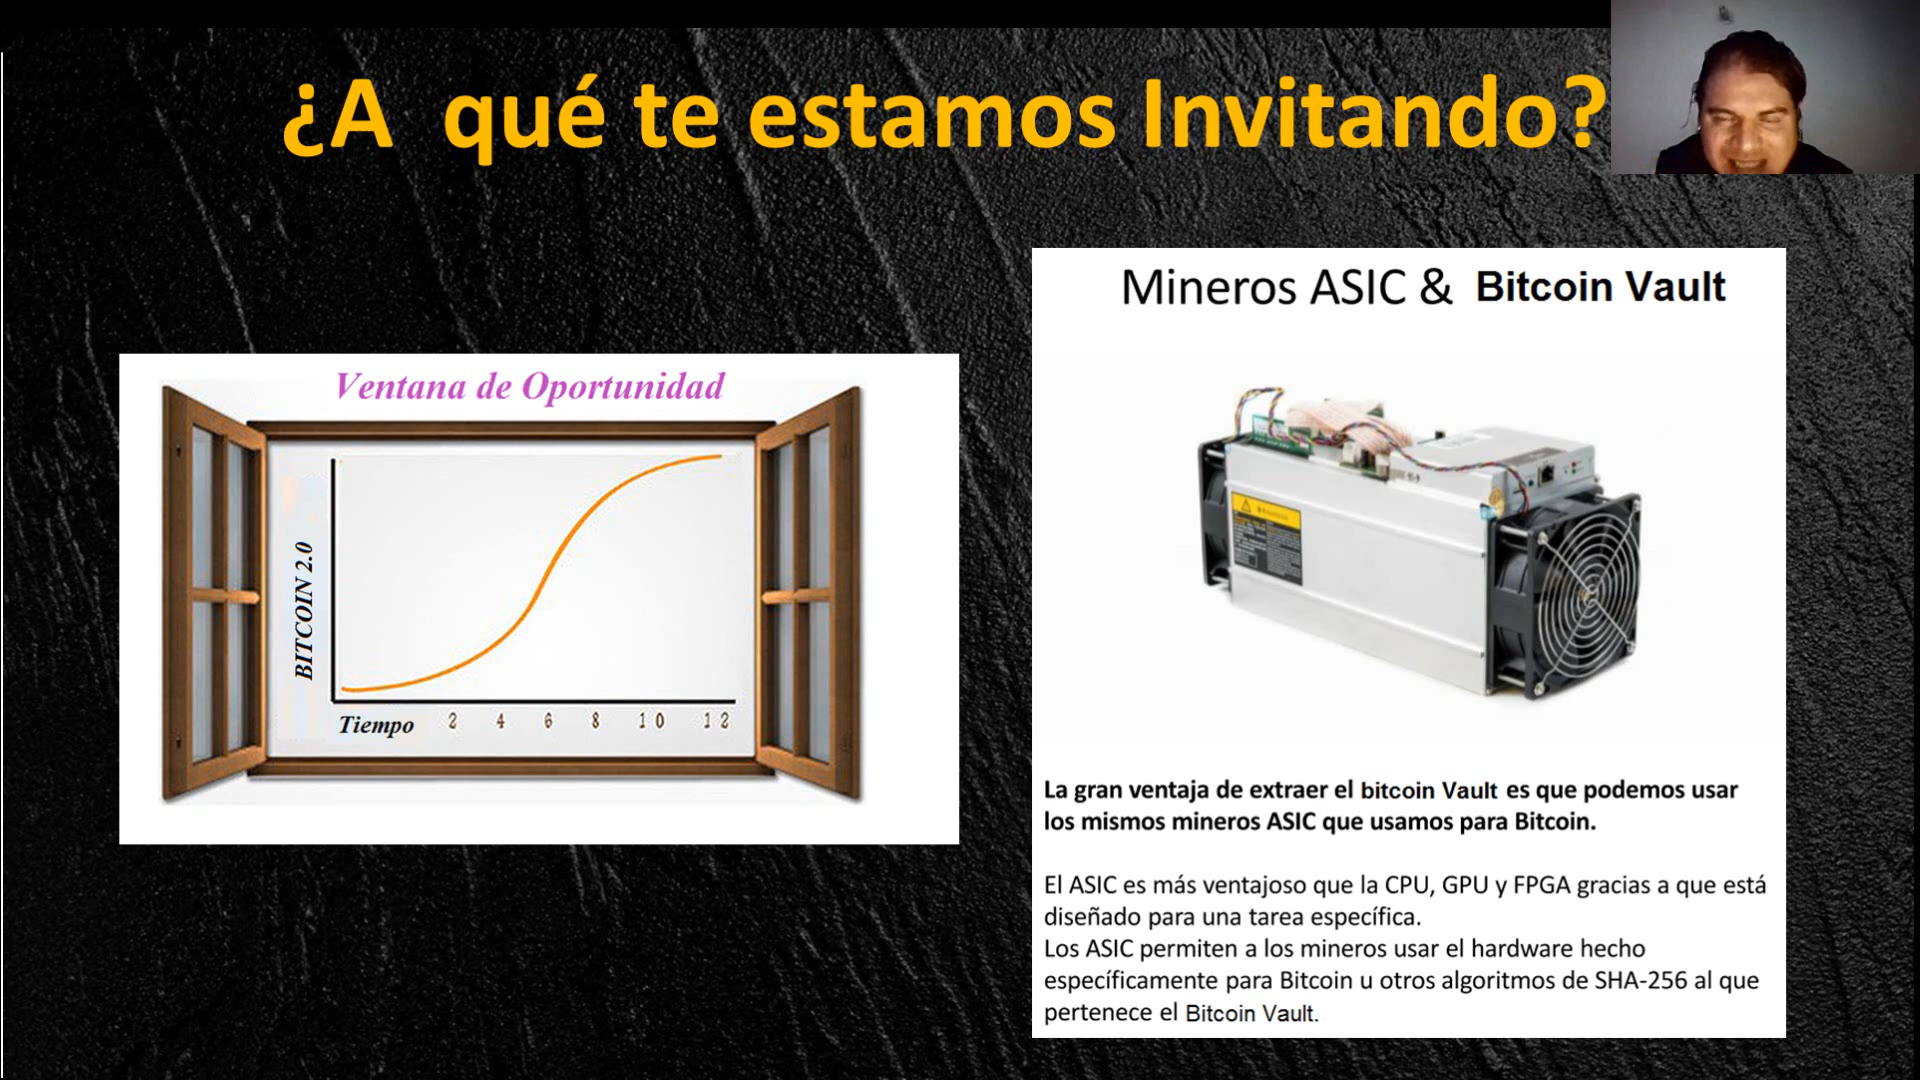 ¿A qué te estamos Invitando?
Ventana de Oportunidad
BITCOIN 2.0
Tiempo 2 4 6 8 10 12
Mineros ASIC & Bitcoin Vault
La gran ventaja de extraer el bitcoin Vault es que podemos usar
los mismos mineros ASIC que usamos para Bitcoin.
El ASIC es más ventajoso que la CPU, GPU y FPGA gracias a que está
diseñado para una tarea específica.
Los ASIC permiten a los mineros usar el hardware hecho
específicamente para Bitcoin u otros algoritmos de SHA-256 al que
pertenece el Bitcoin Vault.